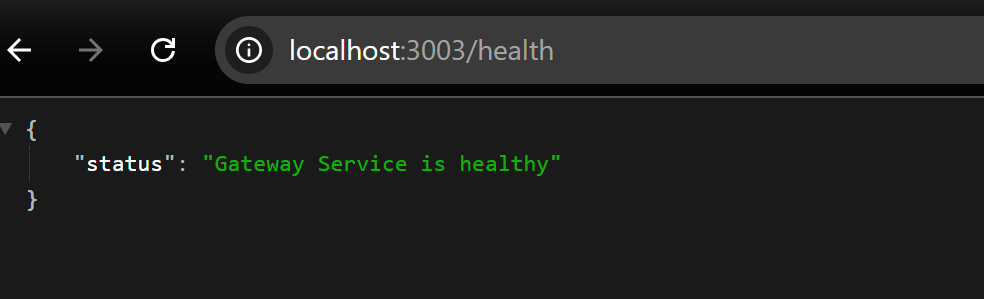 localhost:3003/health
{
"status": "Gateway Service is healthy"
}